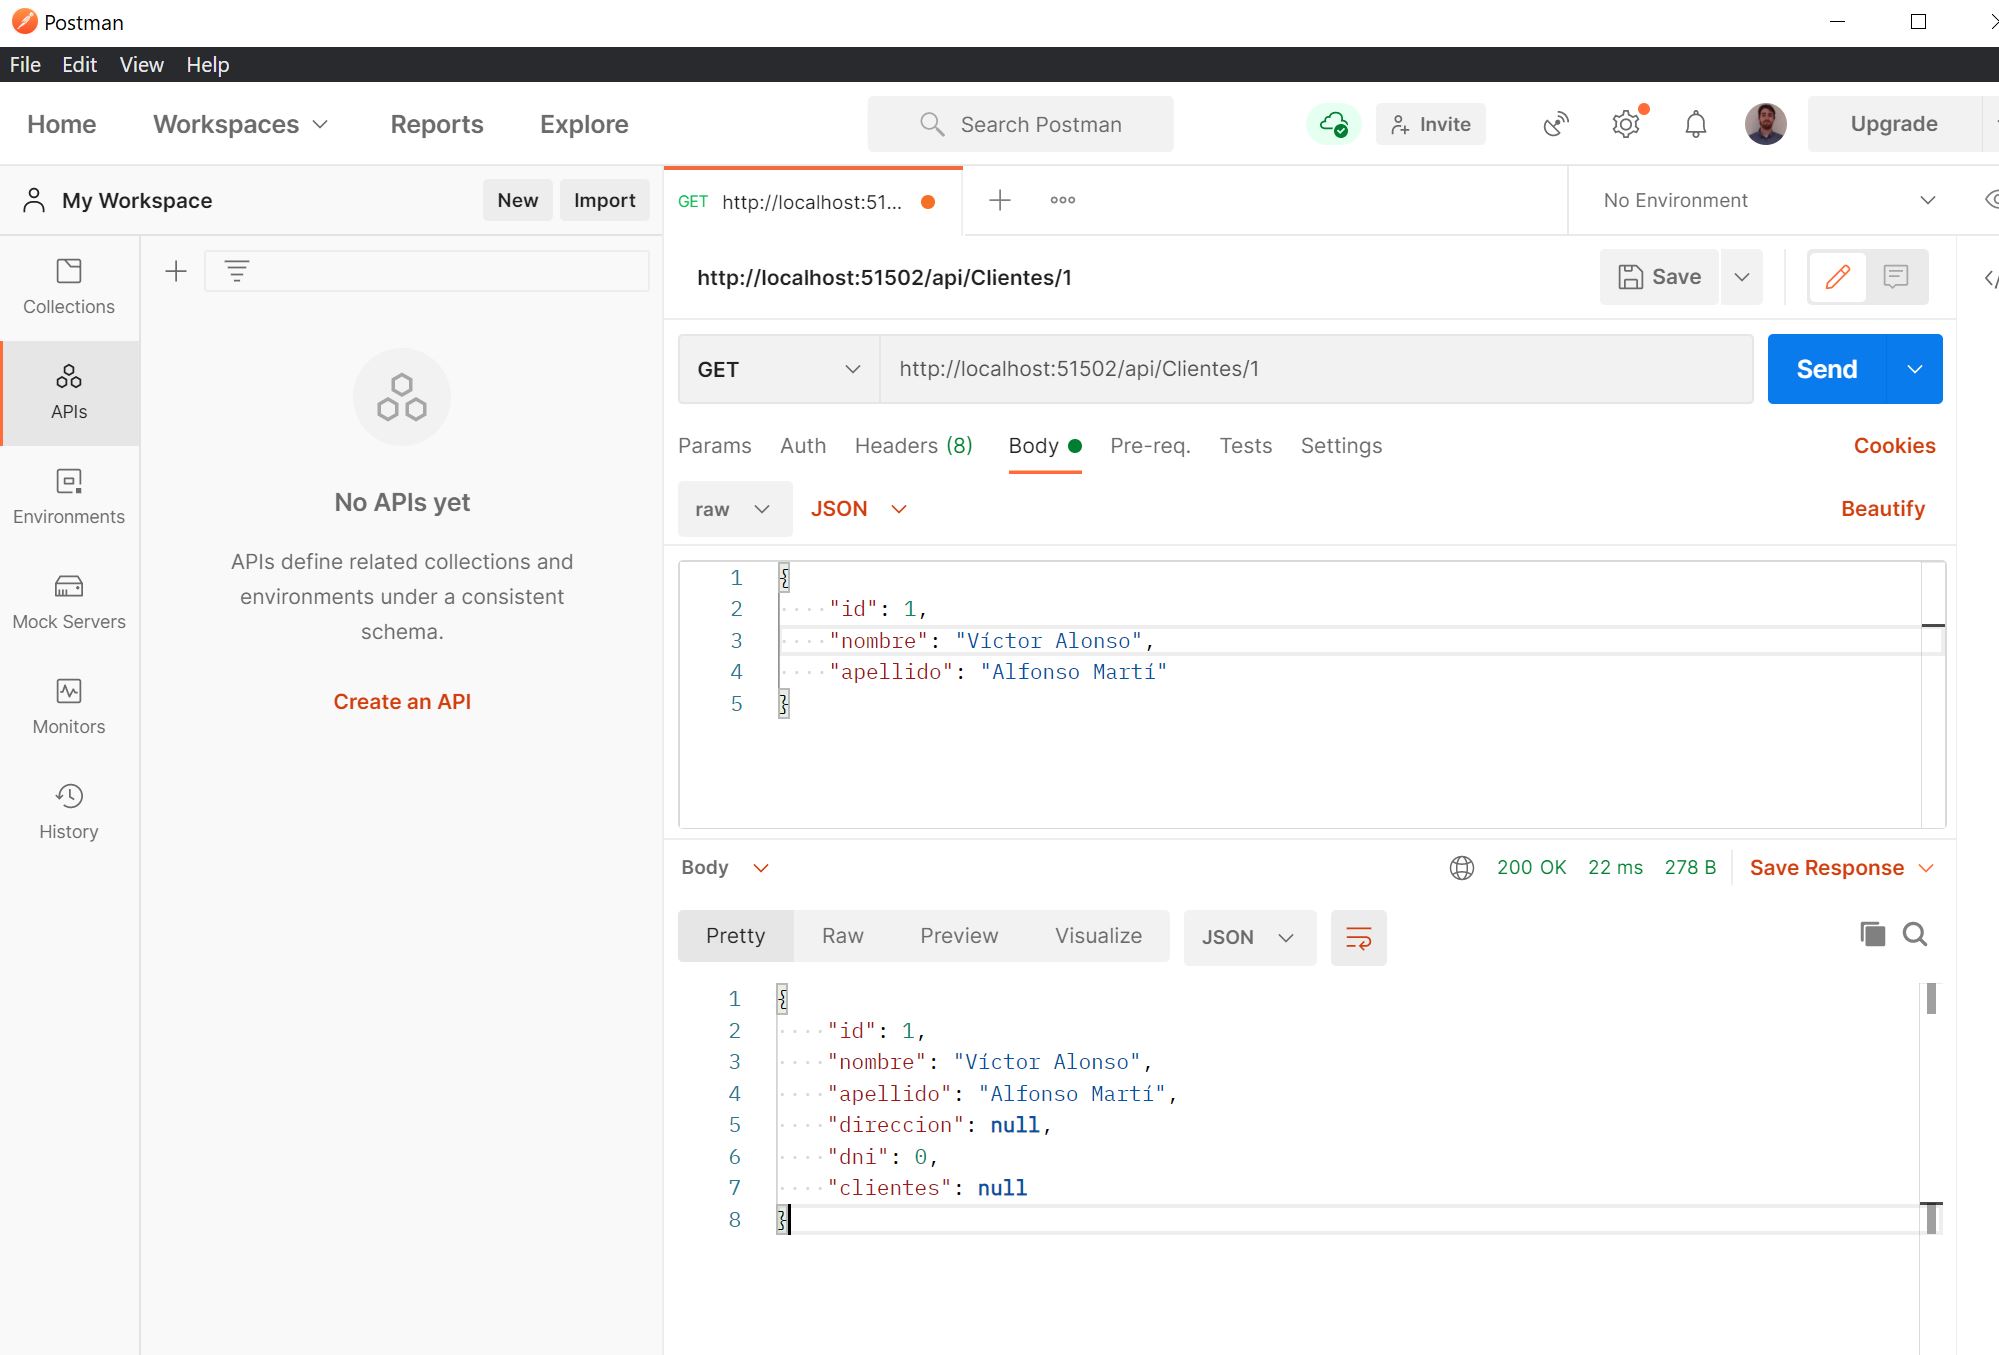 Postman
File Edit View Help
Home Workspaces Reports Explore Search Postman Invite Upgrade
My Workspace New Import
GET http://localhost:51... No Environment
Collections
APIs
Environments
Mock Servers
Monitors
History
No APIs yet
APIs define related collections and
environments under a consistent
schema.
Create an API
http://localhost:51502/api/Clientes/1 Save
GET http://localhost:51502/api/Clientes/1 Send
Params Auth Headers (8) Body Pre-req. Tests Settings Cookies
raw JSON Beautify
1 {
2 "id": 1,
3 "nombre": "Víctor Alonso",
4 "apellido": "Alfonso Martí"
5 }
Body 200 OK 22 ms 278 B Save Response
Pretty Raw Preview Visualize JSON
1 {
2 "id": 1,
3 "nombre": "Víctor Alonso",
4 "apellido": "Alfonso Martí",
5 "direccion": null,
6 "dni": 0,
7 "clientes": null
8 }